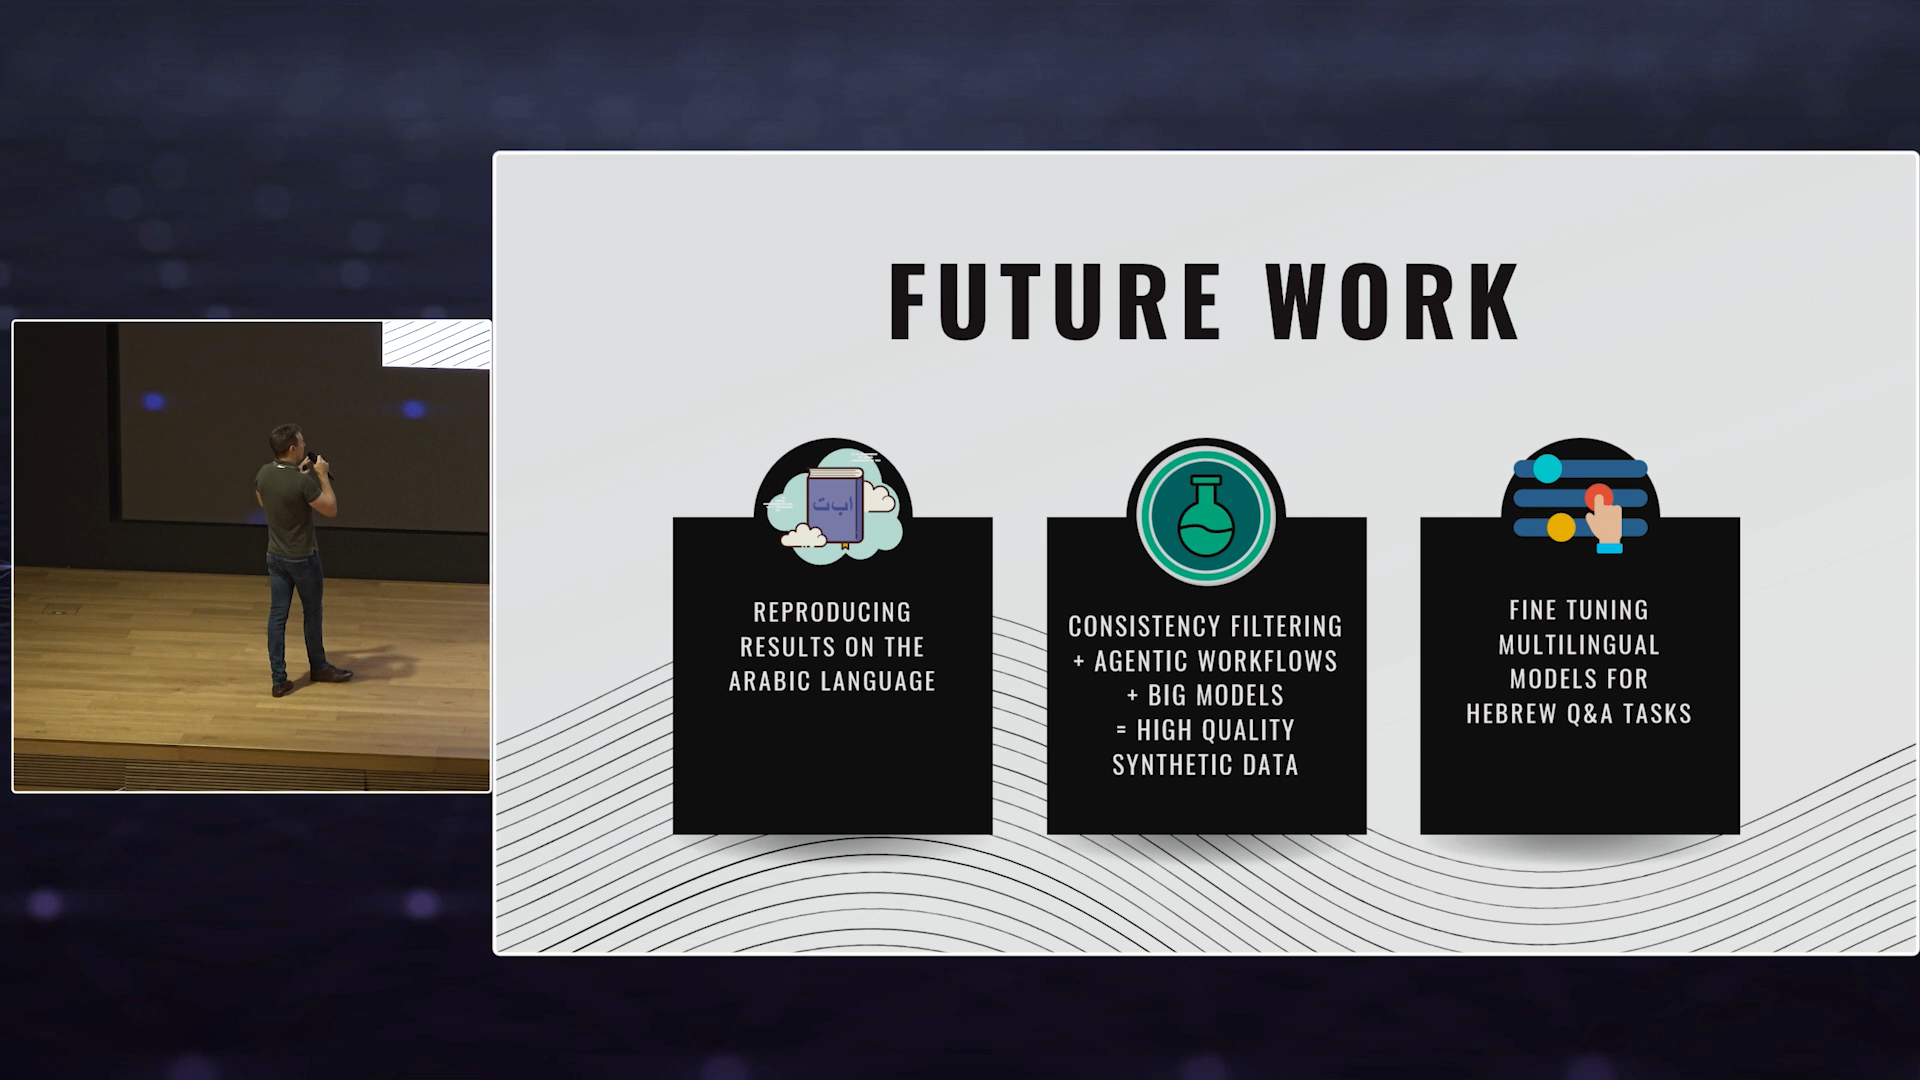 FUTURE WORK
ابت
REPRODUCING
RESULTS ON THE
ARABIC LANGUAGE
CONSISTENCY FILTERING
+ AGENTIC WORKFLOWS
+ BIG MODELS
= HIGH QUALITY
SYNTHETIC DATA
FINE TUNING
MULTILINGUAL
MODELS FOR
HEBREW Q&A TASKS